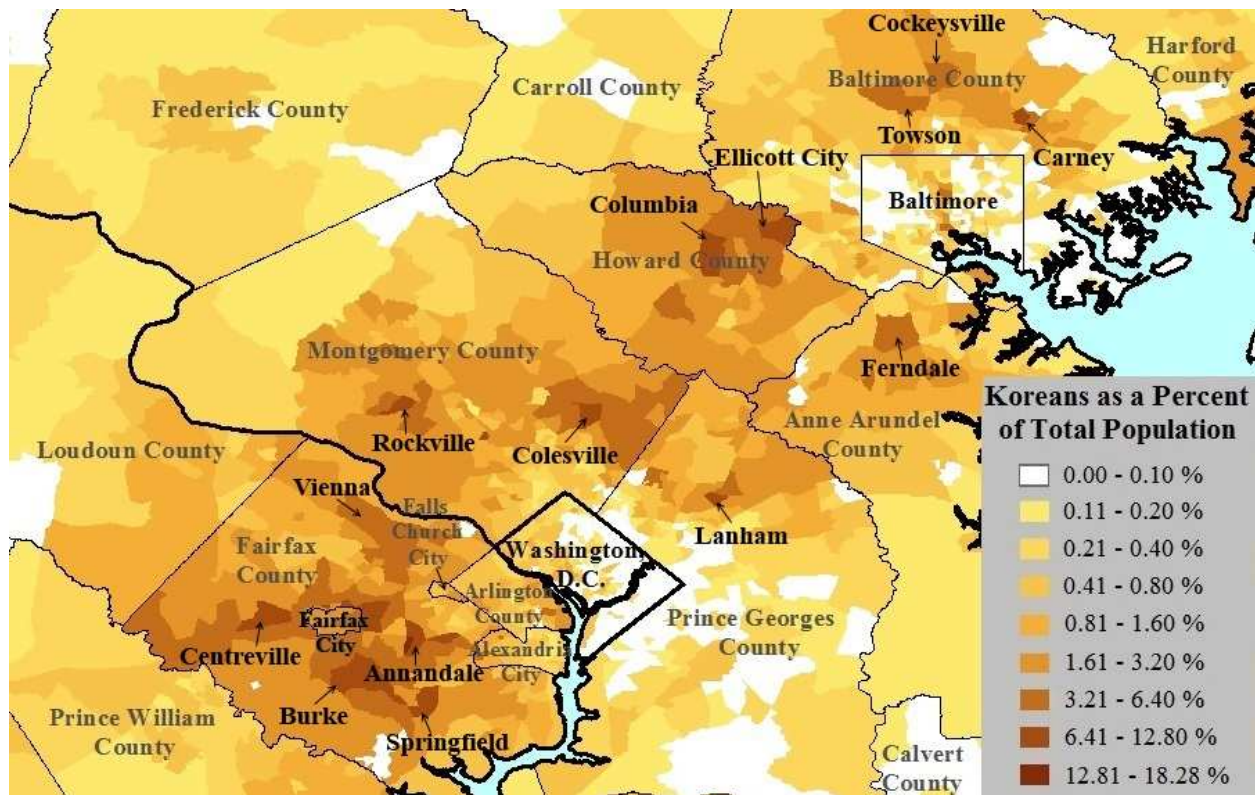 Cockeysville
Harford
County
Baltimore County
Carroll County
Frederick County
Towson
Carney
Ellicott City
Baltimore
Columbia
Howard County
Montgomery County
Ferndale
Koreans as a Percent
of Total Population
Anne Arundel
County
Rockville
Colesville
Loudoun County
Vienna
Falls
Church
City
Lanham
Fairfax
County
Washington,
D.C.
Arlington
County
Prince Georges
County
Fairfax
City
Centreville
Annandale
Alexandria
City
Burke
Prince William
County
Springfield
Calvert
County
0.00 - 0.10 %
0.11 - 0.20 %
0.21 - 0.40 %
0.41 - 0.80 %
0.81 - 1.60 %
1.61 - 3.20 %
3.21 - 6.40 %
6.41 - 12.80 %
12.81 - 18.28 %